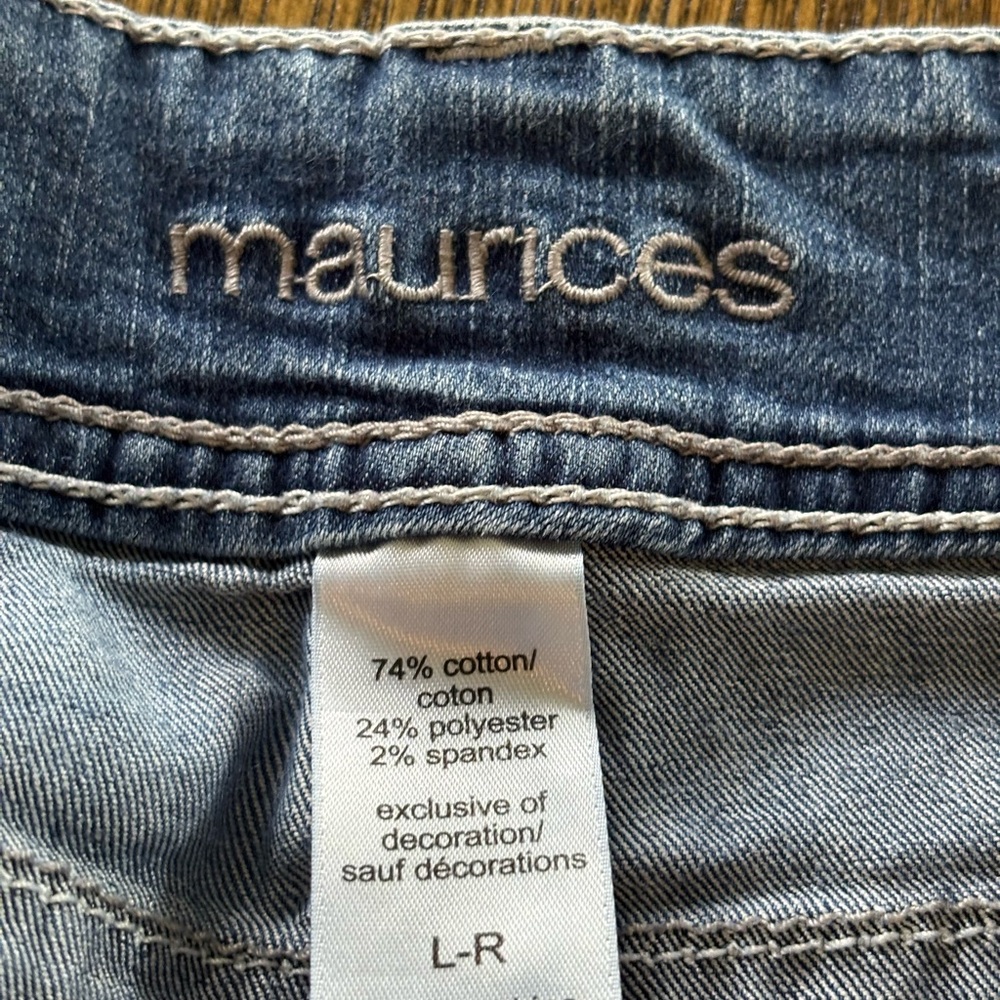 maurices
74% cotton/
coton
24% polyester
2% spandex
exclusive of
decoration/
sauf décorations
L-R